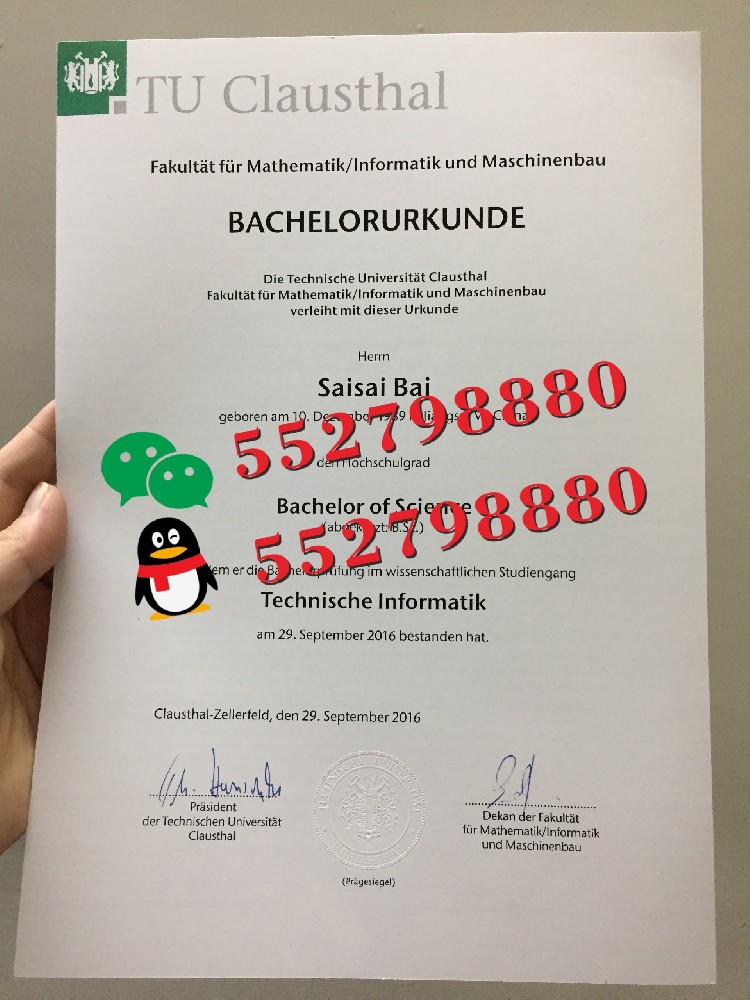 TU Clausthal
Fakultät für Mathematik/Informatik und Maschinenbau
BACHELORURKUNDE
Die Technische Universität Clausthal
Fakultät für Mathematik/Informatik und Maschinenbau
verleiht mit dieser Urkunde
Herrn
Saisai Bai
geboren am 10.
552798880
Hochschulgrad
Bachelor of Science
552798880
er die im wissenschaftlichen Studiengang
Technische Informatik
am 29. September 2016 bestanden hat.
Clausthal-Zellerfeld, den 29. September 2016
Präsident
der Technischen Universität
Clausthal
Dekan der Fakultät
für Mathematik/Informatik
und Maschinenbau
(Prägesiegel)